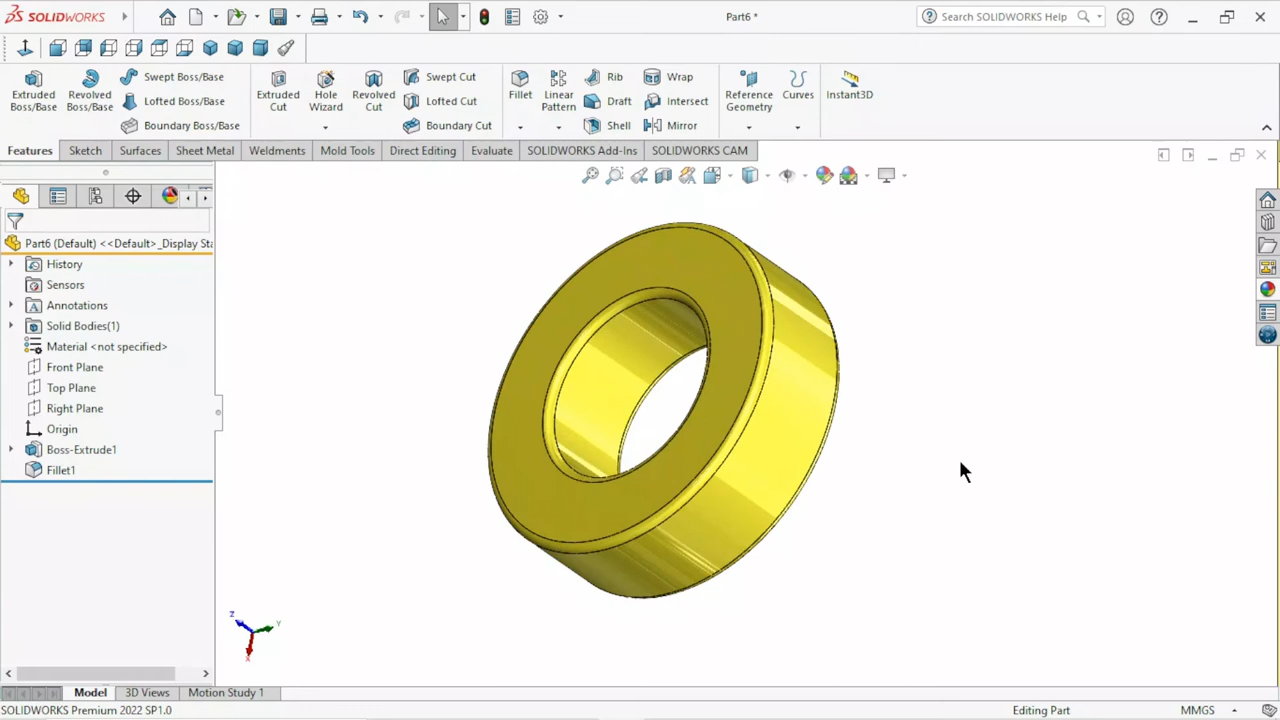 SOLIDWORKS
Part6 *
Search SOLIDWORKS Help
Extruded Boss/Base
Revolved Boss/Base
Swept Boss/Base
Lofted Boss/Base
Boundary Boss/Base
Extruded Cut
Hole Wizard
Revolved Cut
Swept Cut
Lofted Cut
Boundary Cut
Fillet
Linear Pattern
Rib
Draft
Shell
Wrap
Intersect
Mirror
Reference Geometry
Curves
Instant3D
Features Sketch Surfaces Sheet Metal Weldments Mold Tools Direct Editing Evaluate SOLIDWORKS Add-Ins SOLIDWORKS CAM
Part6 (Default) <<Default>_Display Sta
History
Sensors
Annotations
Solid Bodies(1)
Material <not specified>
Front Plane
Top Plane
Right Plane
Origin
Boss-Extrude1
Fillet1
Z
Y
X
Model 3D Views Motion Study 1
SOLIDWORKS Premium 2022 SP1.0
Editing Part
MMGS